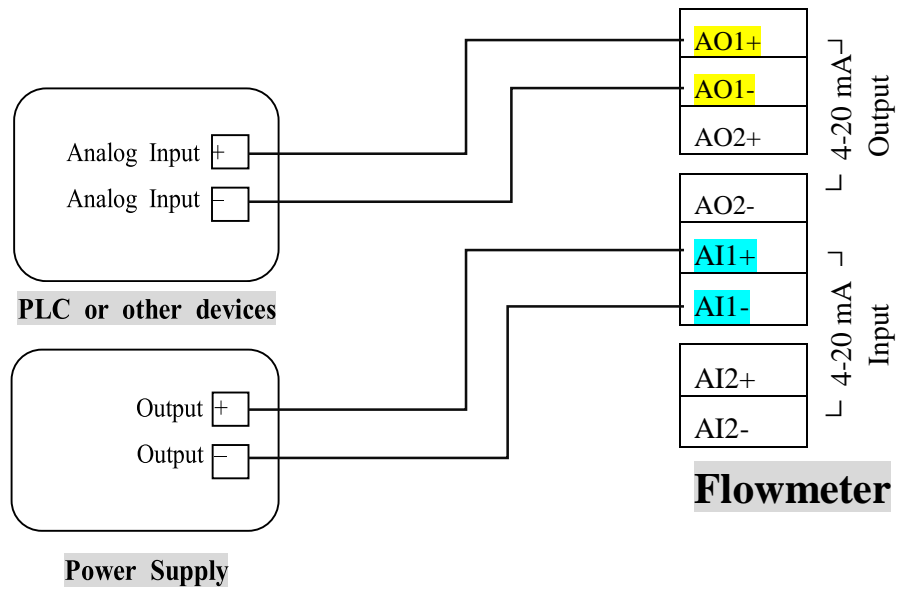 Analog Input +
Analog Input −
PLC or other devices
Output +
Output −
Power Supply
AO1+
AO1-
AO2+
AO2-
AI1+
AI1-
AI2+
AI2-
4-20 mA
Output
4-20 mA
Input
Flowmeter